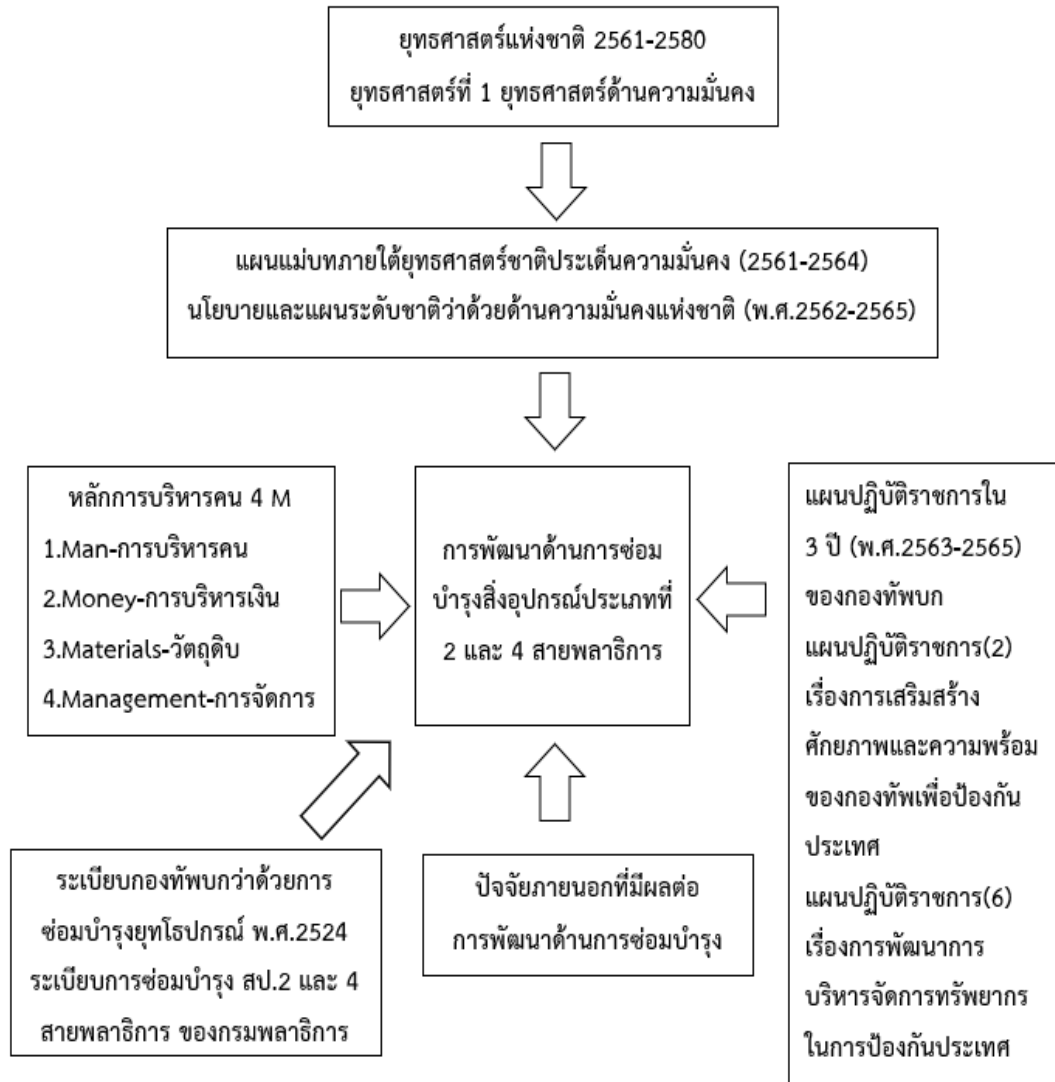 ยุทธศาสตร์แห่งชาติ 2561-2580
ยุทธศาสตร์ที่ 1 ยุทธศาสตร์ด้านความมั่นคง
แผนแม่บทภายใต้ยุทธศาสตร์ชาติประเด็นความมั่นคง (2561-2564)
นโยบายและแผนระดับชาติว่าด้วยด้านความมั่นคงแห่งชาติ (พ.ศ.2562-2565)
หลักการบริหารคน 4 M
1.Man-การบริหารคน
2.Money-การบริหารเงิน
3.Materials-วัตถุดิบ
4.Management-การจัดการ
การพัฒนาด้านการซ่อม
บำรุงสิ่งอุปกรณ์ประเภทที่
2 และ 4 สายพลาธิการ
แผนปฏิบัติราชการใน
3 ปี (พ.ศ.2563-2565)
ของกองทัพบก
แผนปฏิบัติราชการ(2)
เรื่องการเสริมสร้าง
ศักยภาพและความพร้อม
ของกองทัพเพื่อป้องกัน
ประเทศ
แผนปฏิบัติราชการ(6)
เรื่องการพัฒนาการ
บริหารจัดการทรัพยากร
ในการป้องกันประเทศ
ระเบียบกองทัพบกว่าด้วยการ
ซ่อมบำรุงยุทโธปกรณ์ พ.ศ.2524
ระเบียบการซ่อมบำรุง สป.2 และ 4
สายพลาธิการ ของกรมพลาธิการ
ปัจจัยภายนอกที่มีผลต่อ
การพัฒนาด้านการซ่อมบำรุง